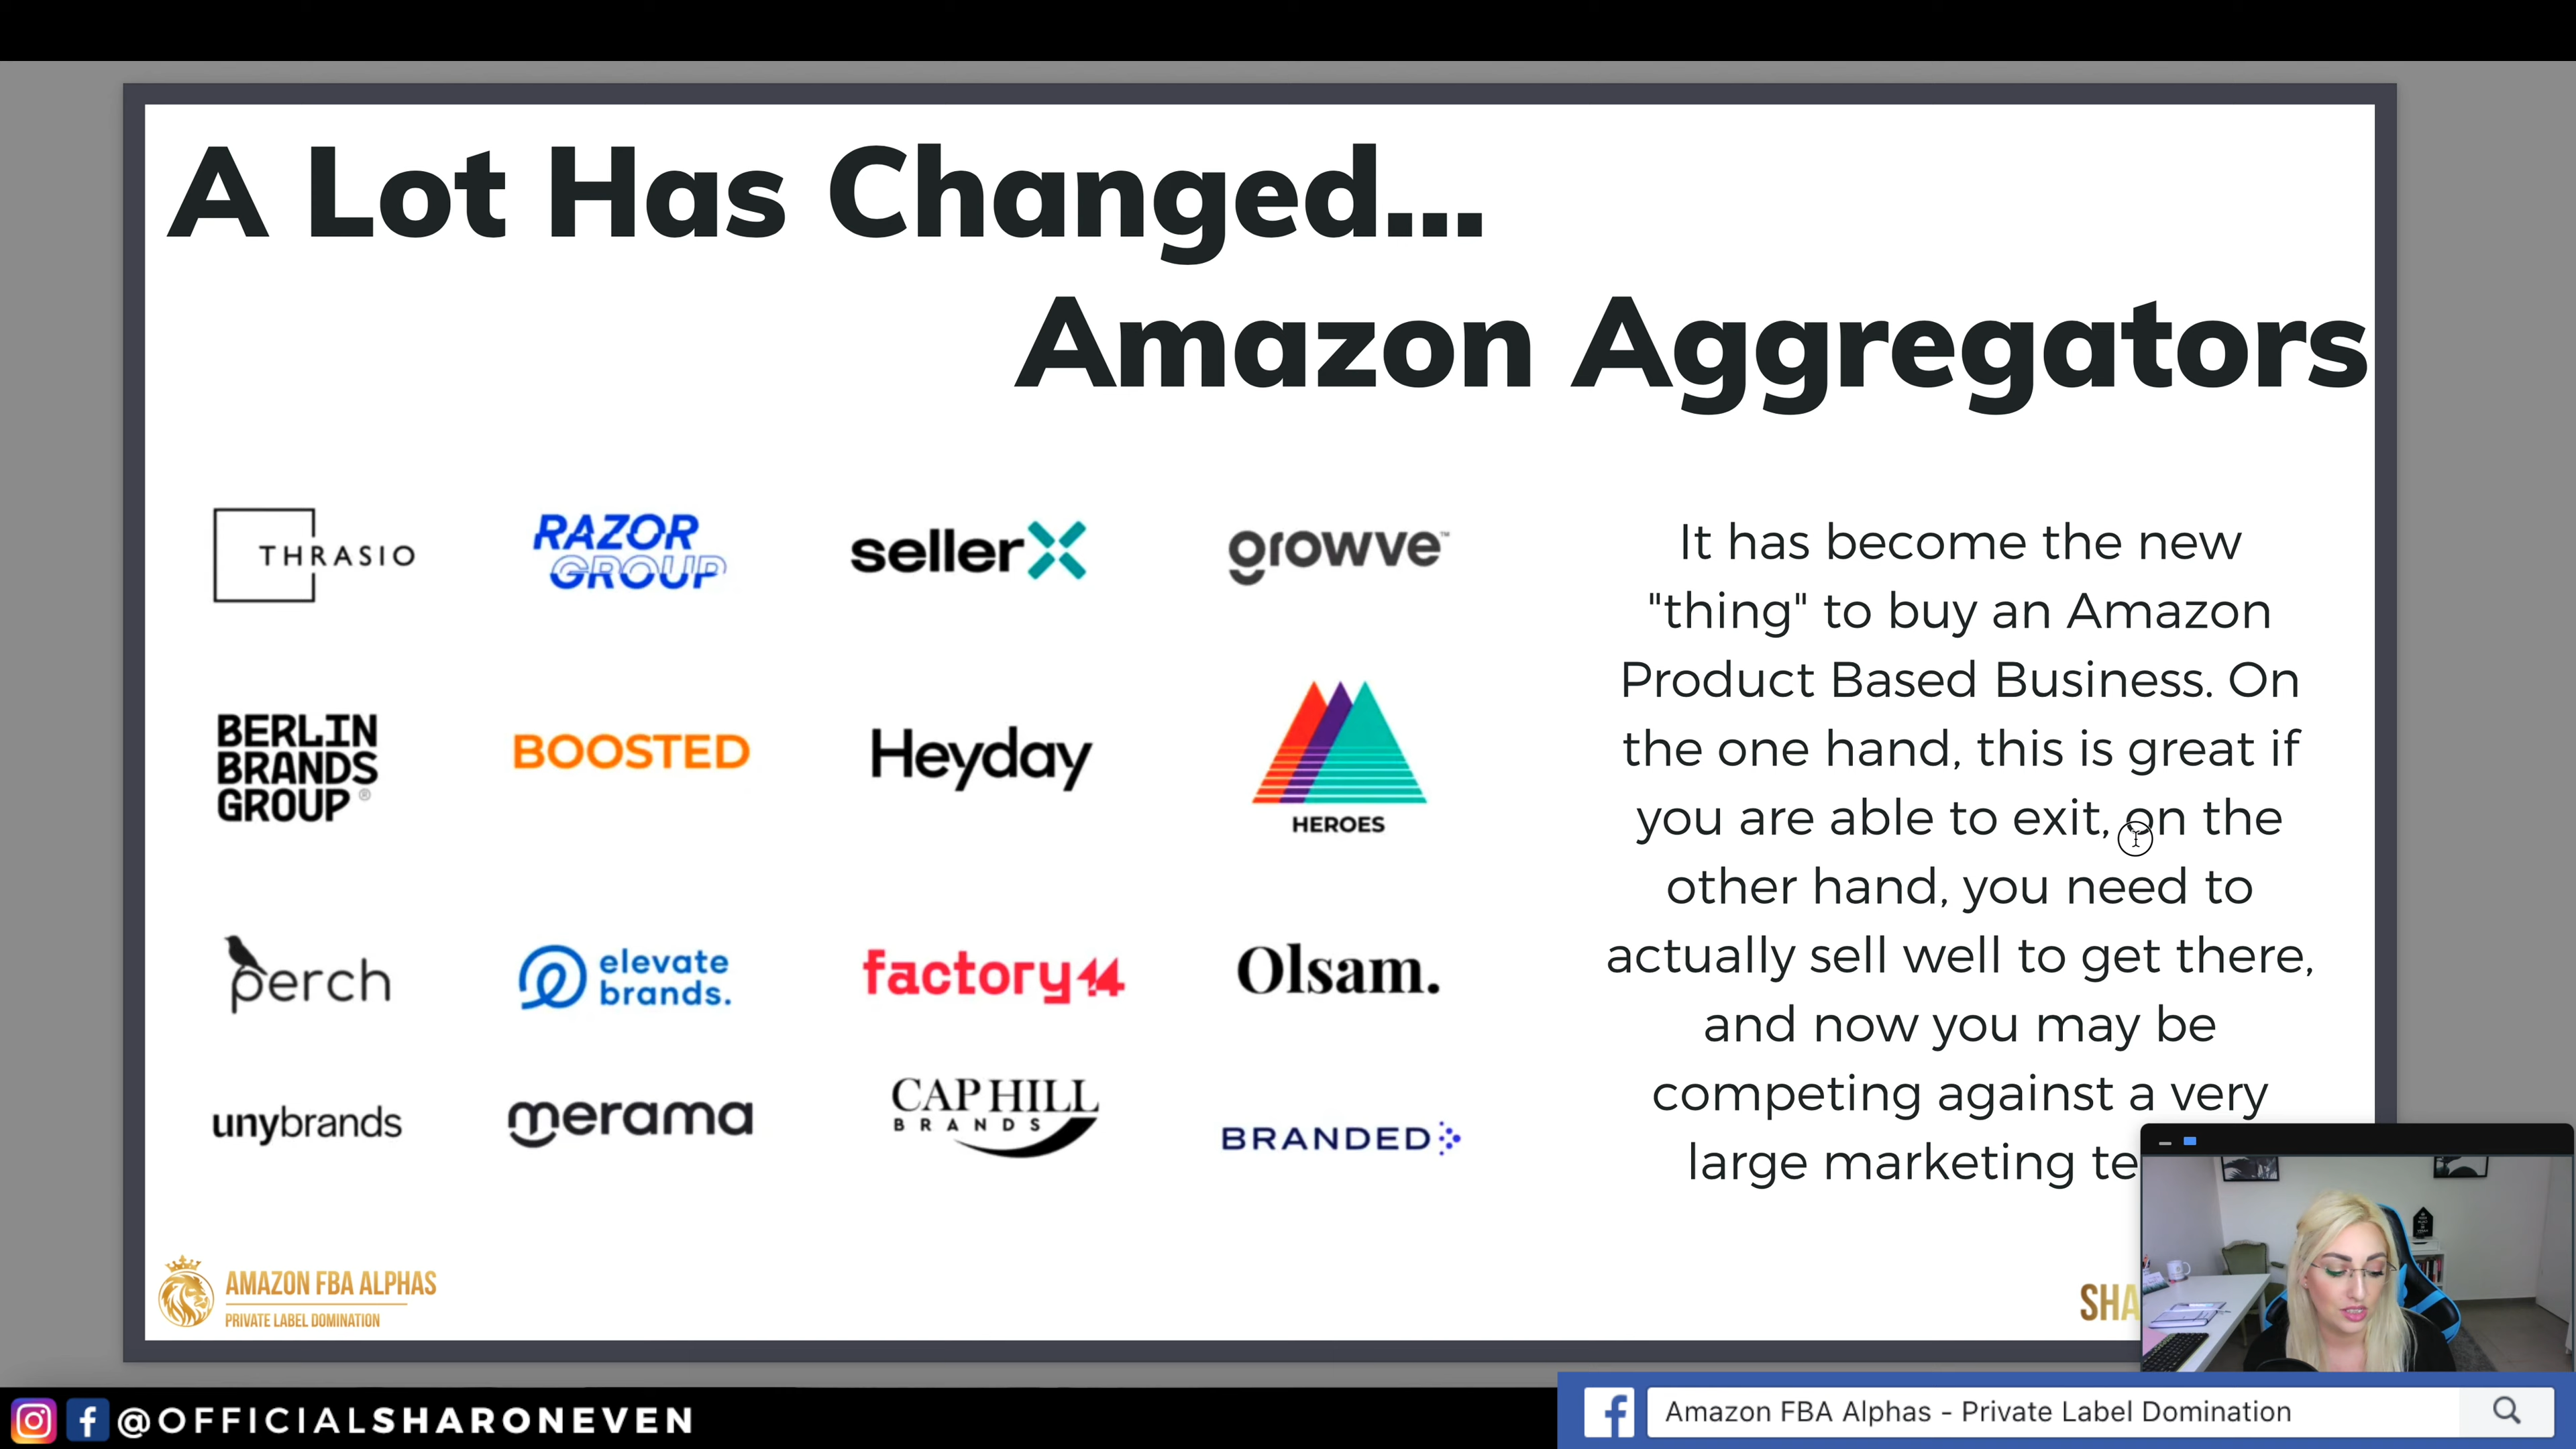 A Lot Has Changed...
Amazon Aggregators
THRASIO
RAZOR
GROUP
sellerX
growve™
BERLIN
BRANDS
GROUP®
BOOSTED
Heyday
HEROES
perch
elevate
brands.
factory14
Olsam.
unybrands
merama
CAP HILL
BRANDS
BRANDED
It has become the new
"thing" to buy an Amazon
Product Based Business. On
the one hand, this is great if
you are able to exit, on the
other hand, you need to
actually sell well to get there,
and now you may be
competing against a very
large marketing te
AMAZON FBA ALPHAS
PRIVATE LABEL DOMINATION
SHA
@OFFICIALSHARONEVEN
Amazon FBA Alphas - Private Label Domination